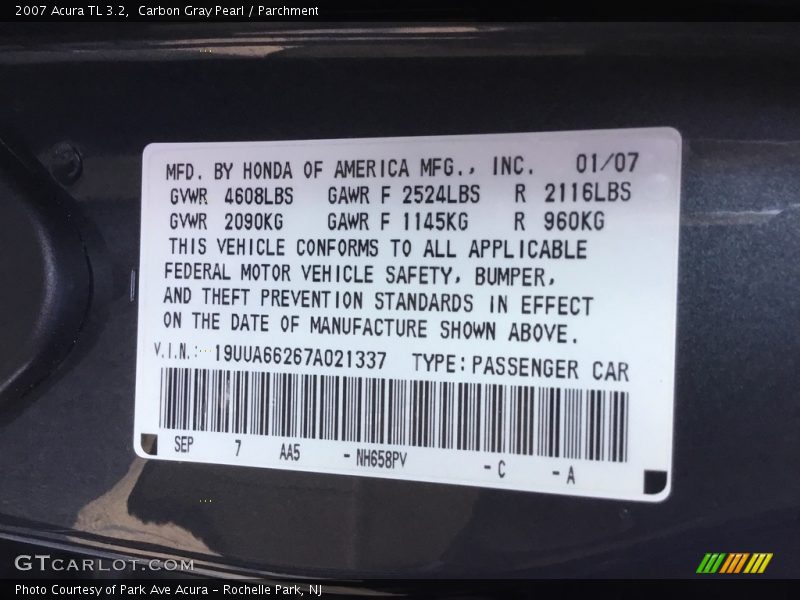 2007 Acura TL 3.2,  Carbon Gray Pearl / Parchment
MFD. BY HONDA OF AMERICA MFG., INC. 01/07
GVWR 4608LBS GAWR F 2524LBS R 2116LBS
GVWR 2090KG GAWR F 1145KG R 960KG
THIS VEHICLE CONFORMS TO ALL APPLICABLE
FEDERAL MOTOR VEHICLE SAFETY, BUMPER,
AND THEFT PREVENTION STANDARDS IN EFFECT
ON THE DATE OF MANUFACTURE SHOWN ABOVE.
V.I.N.: 19UUA66267A021337 TYPE: PASSENGER CAR
SEP 7 AA5 - NH658PV - C - A
GTCARLOT.COM
Photo Courtesy of Park Ave Acura - Rochelle Park, NJ